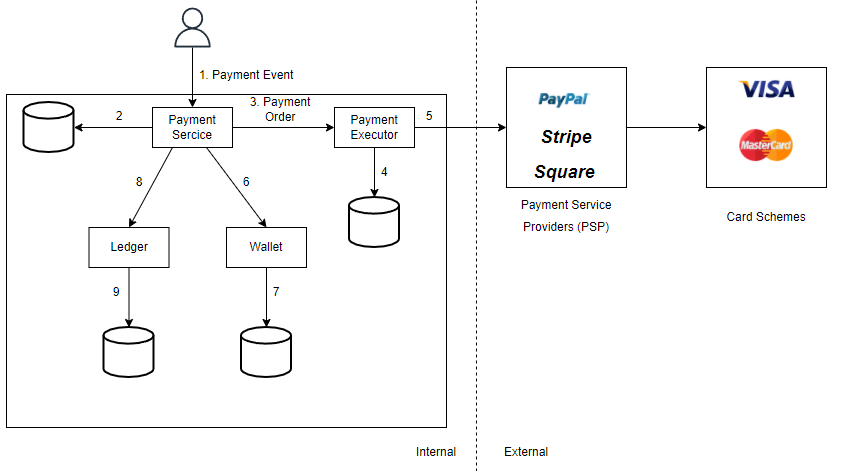 1. Payment Event
3. Payment
Order
2
Payment
Service
Payment
Executor
5
PayPal
Stripe
Square
VISA
MasterCard
4
8
6
Payment Service
Providers (PSP)
Card Schemes
Ledger
Wallet
9
7
Internal
External